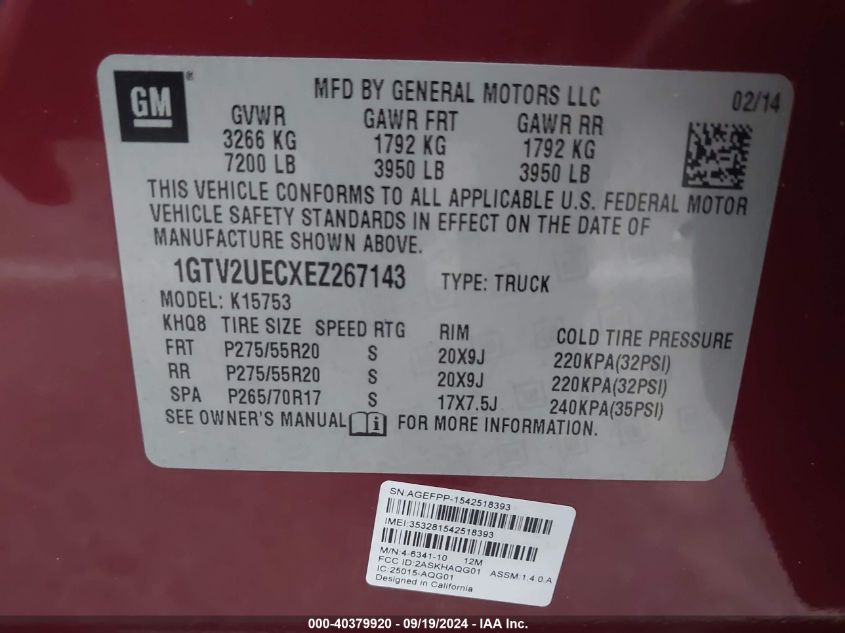 GM ®
MFD BY GENERAL MOTORS LLC
02/14
GVWR GAWR FRT GAWR RR
3266 KG 1792 KG 1792 KG
7200 LB 3950 LB 3950 LB
THIS VEHICLE CONFORMS TO ALL APPLICABLE U.S. FEDERAL MOTOR
VEHICLE SAFETY STANDARDS IN EFFECT ON THE DATE OF
MANUFACTURE SHOWN ABOVE.
1GTV2UECXEZ267143 TYPE: TRUCK
MODEL: K15753
KHQ8 TIRE SIZE SPEED RTG RIM COLD TIRE PRESSURE
FRT P275/55R20 S 20X9J 220KPA(32PSI)
RR P275/55R20 S 20X9J 220KPA(32PSI)
SPA P265/70R17 S 17X7.5J 240KPA(35PSI)
SEE OWNER'S MANUAL i FOR MORE INFORMATION.
SN:AGEFPP-1542518393
IMEI:353281542518393
M/N:4-6341-10 12M
FCC ID:2ASKHAQG01 ASSM:1.4.0.A
IC:25015-AQG01
Designed in California
000-40379920 - 09/19/2024 - IAA Inc.